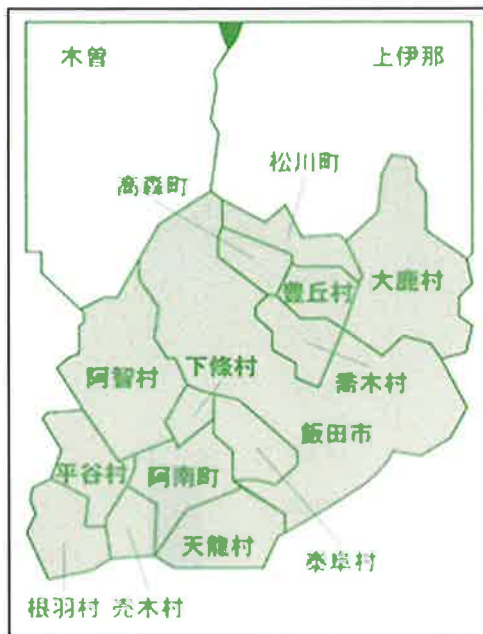 木曽
上伊那
松川町
高森町
大鹿村
豊丘村
下條村
阿智村
喬木村
飯田市
平谷村
阿南町
天龍村
泰阜村
根羽村 売木村